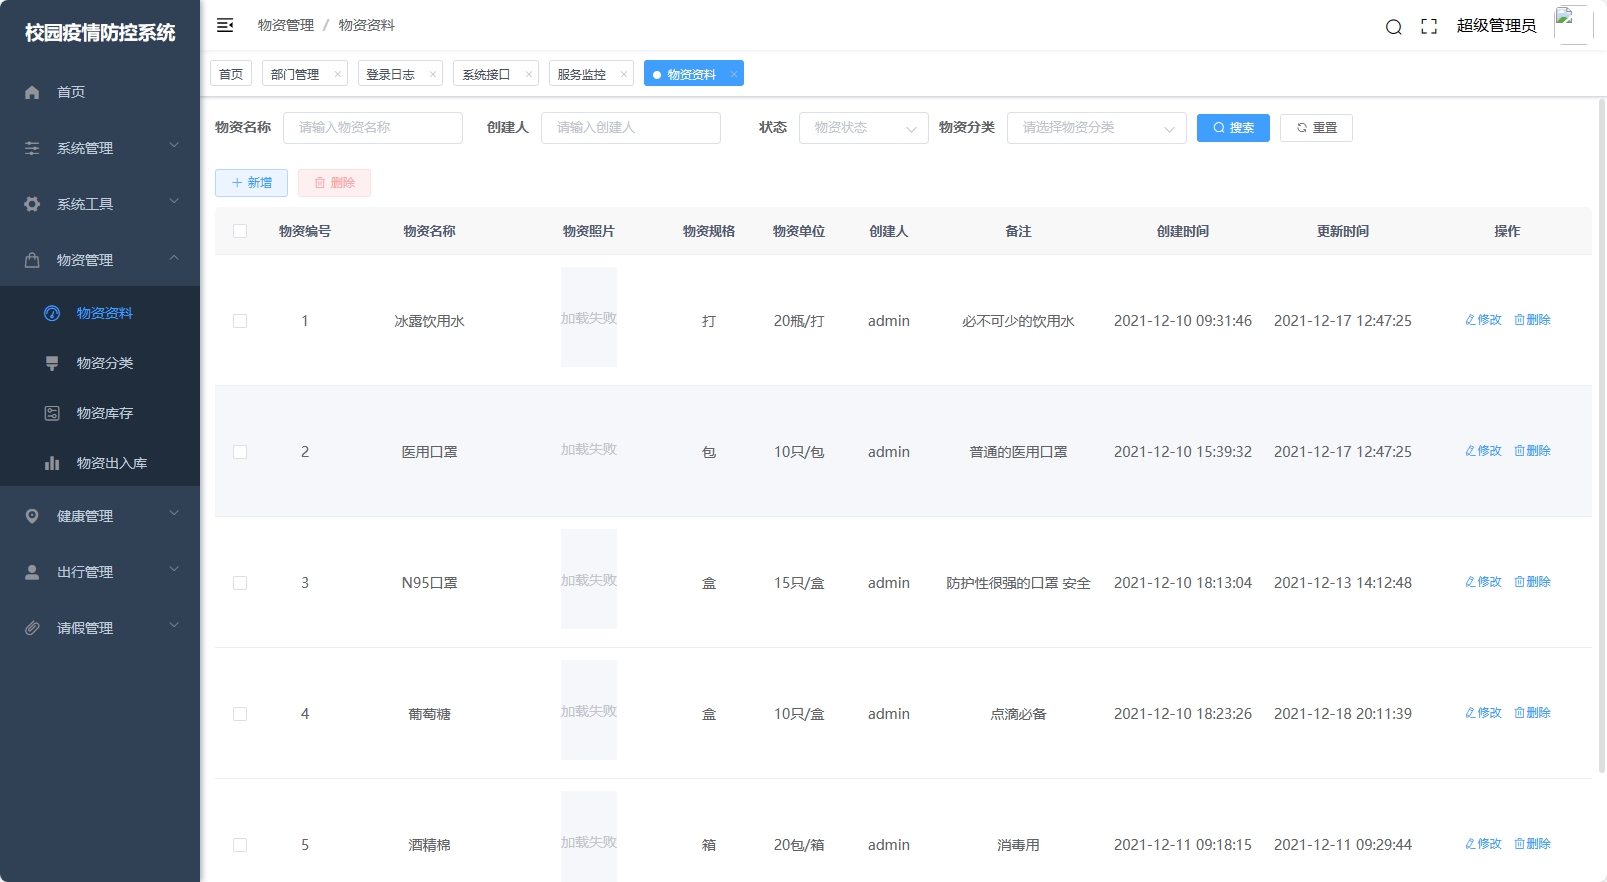 校园疫情防控系统
首页
系统管理
系统工具
物资管理
物资资料
物资分类
物资库存
物资出入库
健康管理
出行管理
请假管理
物资管理 / 物资资料
超级管理员
首页 部门管理 × 登录日志 × 系统接口 × 服务监控 × 物资资料 ×
物资名称 请输入物资名称 创建人 请输入创建人 状态 物资状态 物资分类 请选择物资分类 搜索 重置
+ 新增 删除
物资编号 物资名称 物资照片 物资规格 物资单位 创建人 备注 创建时间 更新时间 操作
1 冰露饮用水 加载失败 打 20瓶/打 admin 必不可少的饮用水 2021-12-10 09:31:46 2021-12-17 12:47:25 修改 删除
2 医用口罩 加载失败 包 10只/包 admin 普通的医用口罩 2021-12-10 15:39:32 2021-12-17 12:47:25 修改 删除
3 N95口罩 加载失败 盒 15只/盒 admin 防护性很强的口罩 安全 2021-12-10 18:13:04 2021-12-13 14:12:48 修改 删除
4 葡萄糖 加载失败 盒 10只/盒 admin 点滴必备 2021-12-10 18:23:26 2021-12-18 20:11:39 修改 删除
5 酒精棉 加载失败 箱 20包/箱 admin 消毒用 2021-12-11 09:18:15 2021-12-11 09:29:44 修改 删除